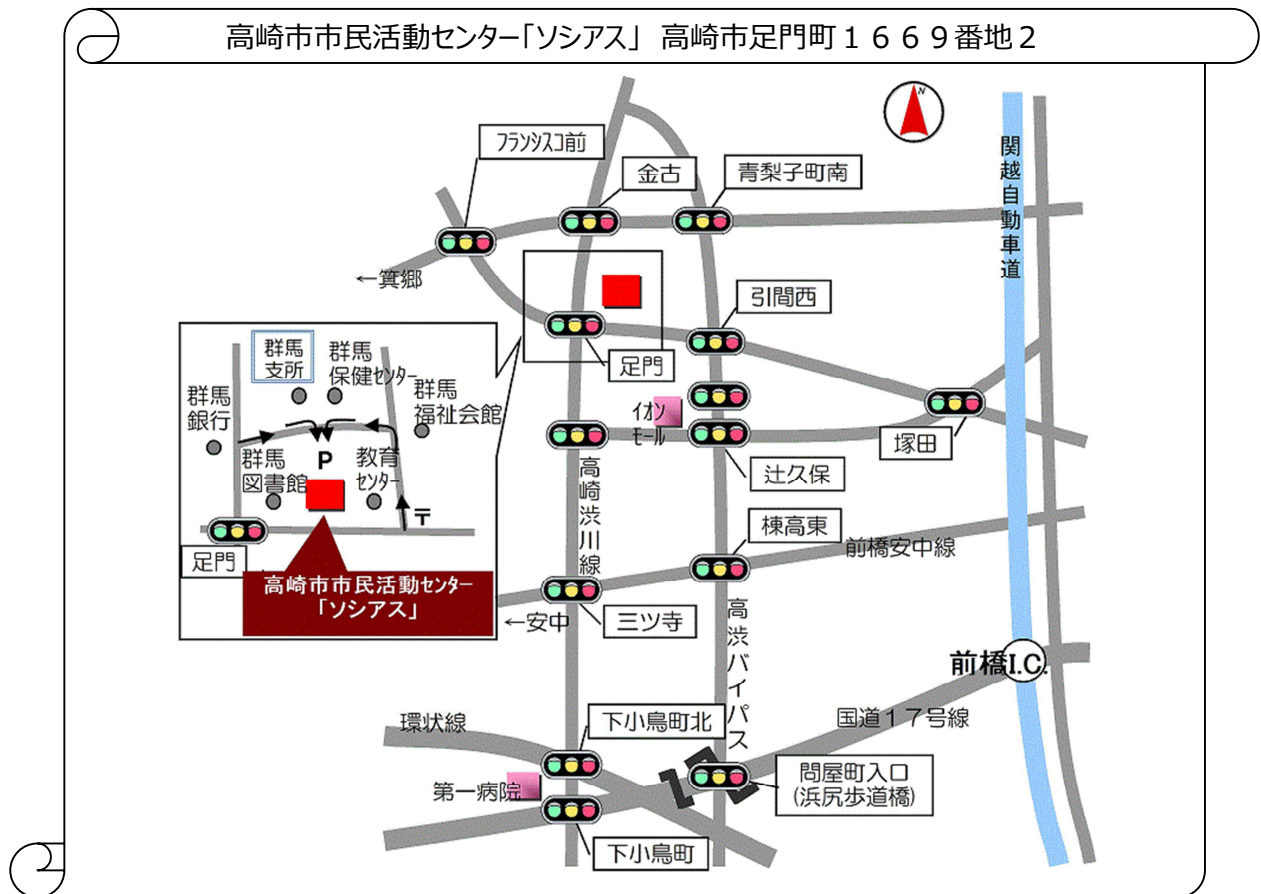 高崎市市民活動センター「ソシアス」 高崎市足門町１６６９番地２
N
フランシスコ前
金古
青梨子町南
関越自動車道
←箕郷
引間西
足門
イオン
モール
塚田
辻久保
高崎渋川線
棟高東
前橋安中線
←安中
三ツ寺
高渋バイパス
前橋I.C.
環状線
下小鳥町北
国道１７号線
第一病院
問屋町入口
(浜尻歩道橋)
下小鳥町
群馬
支所
群馬
保健センター
群馬
銀行
群馬
福祉会館
P
群馬
図書館
教育
センター
〒
足門
高崎市市民活動センター
「ソシアス」